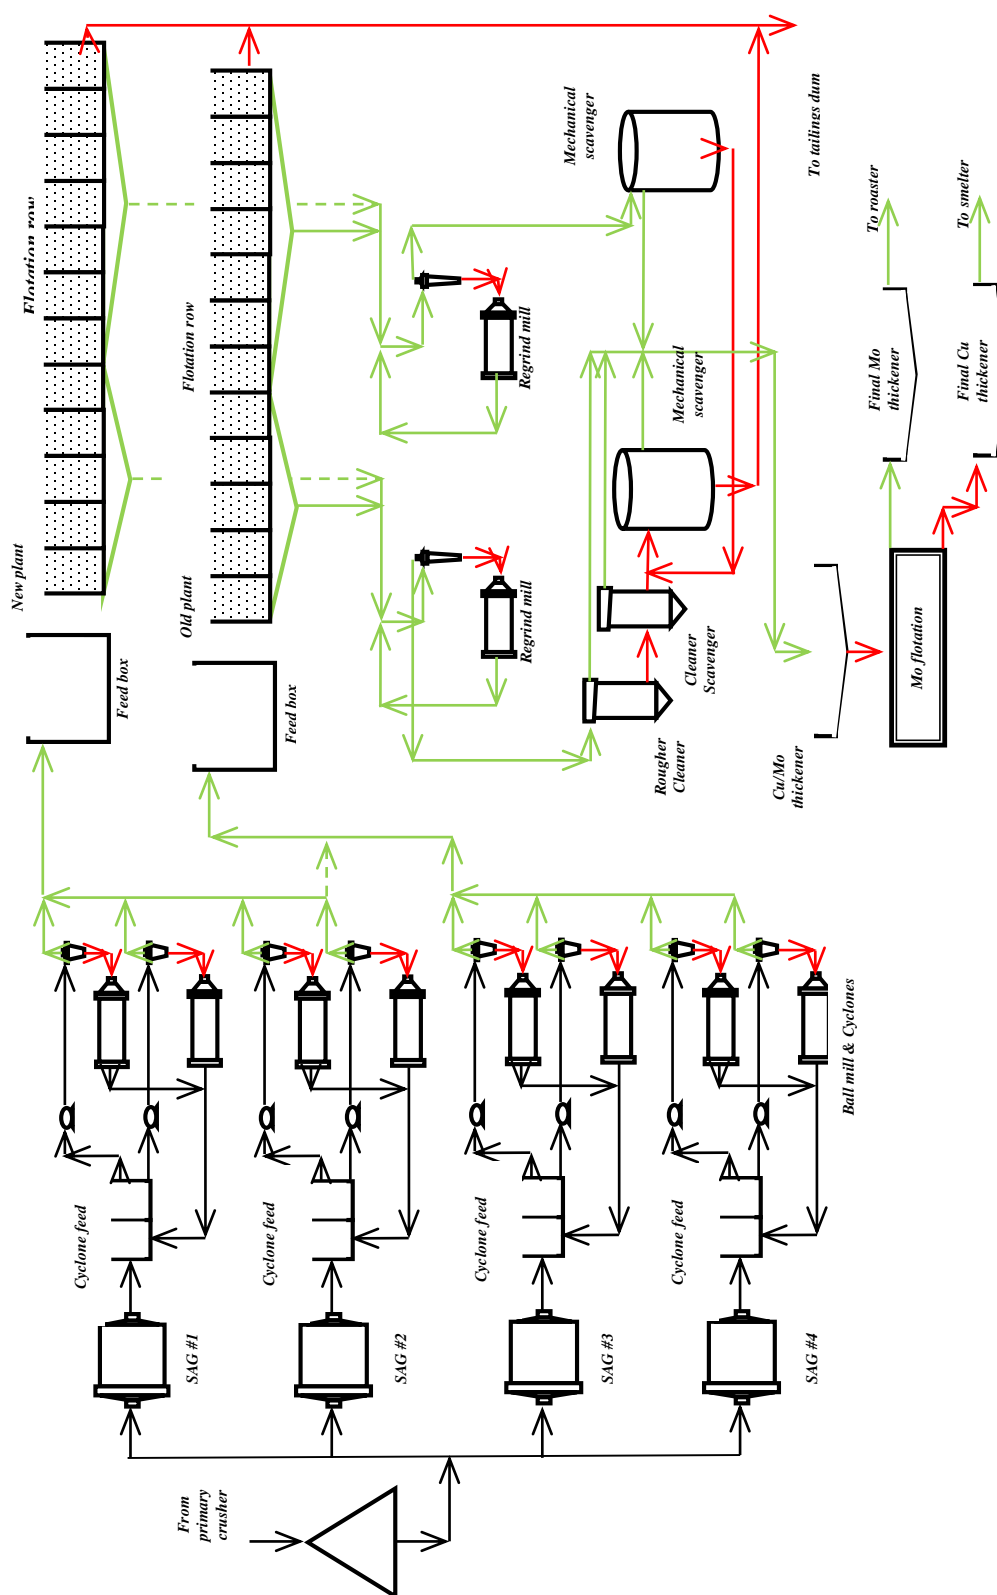 From
primary
crusher
SAG #1
SAG #2
SAG #3
SAG #4
Cyclone feed
Cyclone feed
Cyclone feed
Cyclone feed
Ball mill & Cyclones
Feed box
Feed box
New plant
Flotation row
Old plant
Flotation row
Regrind mill
Regrind mill
Rougher
Cleaner
Cleaner
Scavenger
Mechanical
scavenger
Mechanical
scavenger
To tailings dum
Cu/Mo
thickener
Mo flotation
Final Mo
thickener
To roaster
Final Cu
thickener
To smelter